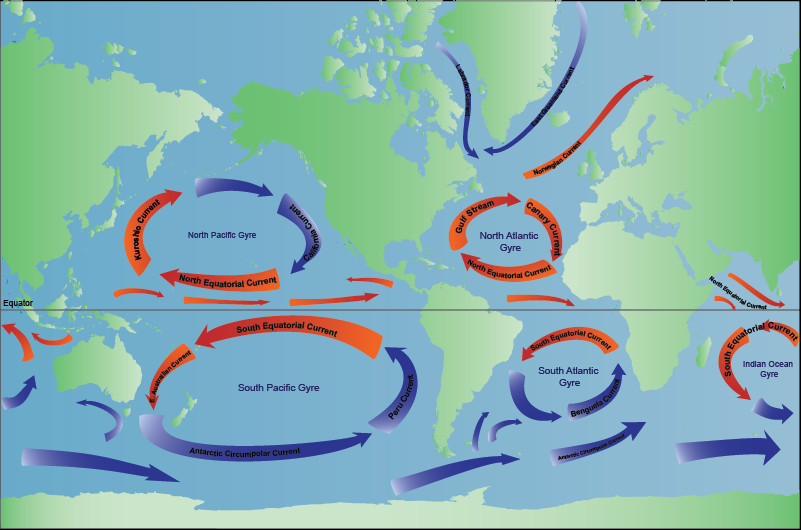 Labrador Current
East Greenland Current
Norwegian Current
Kuroshio Current
North Pacific Gyre
California Current
North Equatorial Current
Gulf Stream
Canary Current
North Atlantic
Gyre
North Equatorial Current
North Equatorial Current
Equator
South Equatorial Current
E. Australian Current
South Pacific Gyre
Peru Current
Antarctic Circumpolar Current
South Equatorial Current
South Atlantic
Gyre
Benguela Current
Antarctic Circumpolar Current
South Equatorial Current
Indian Ocean
Gyre